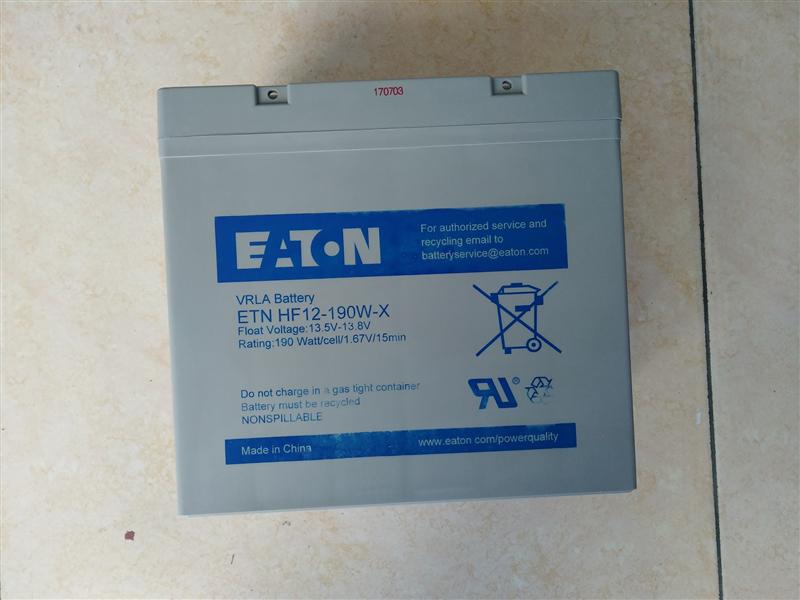 170703
EATON
For authorized service and
recycling email to
batteryservice@eaton.com
VRLA Battery
ETN HF12-190W-X
Float Voltage:13.5V-13.8V
Rating:190 Watt/cell/1.67V/15min
Do not charge in a gas tight container
Battery must be recycled
NONSPILLABLE
RU®
Made in China
www.eaton.com/powerquality